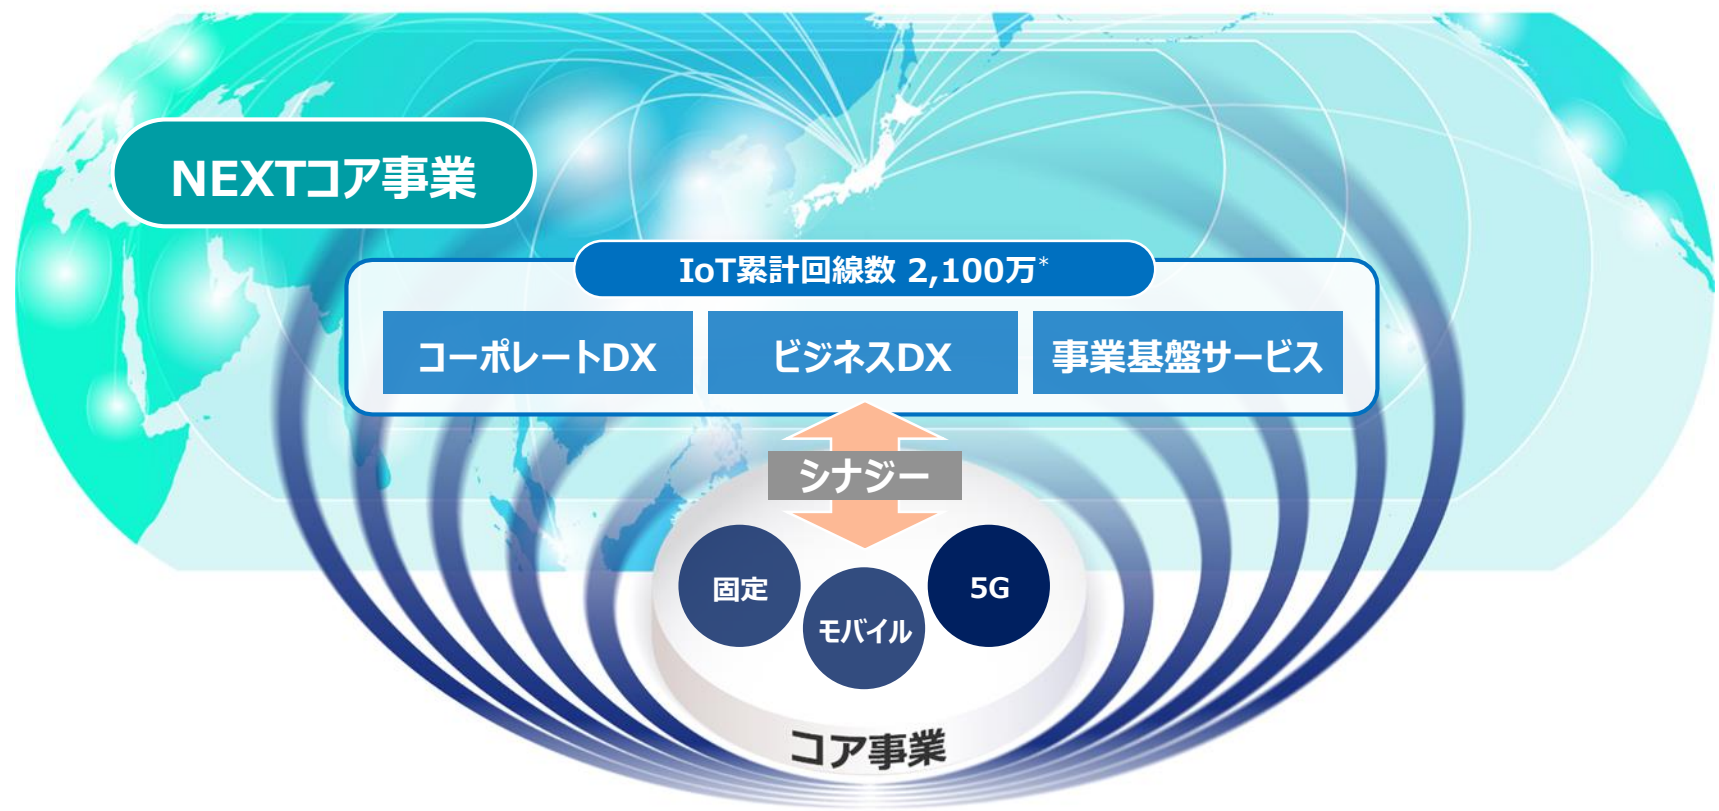 NEXTコア事業
IoT累計回線数 2,100万*
コーポレートDX
ビジネスDX
事業基盤サービス
シナジー
固定
モバイル
5G
コア事業